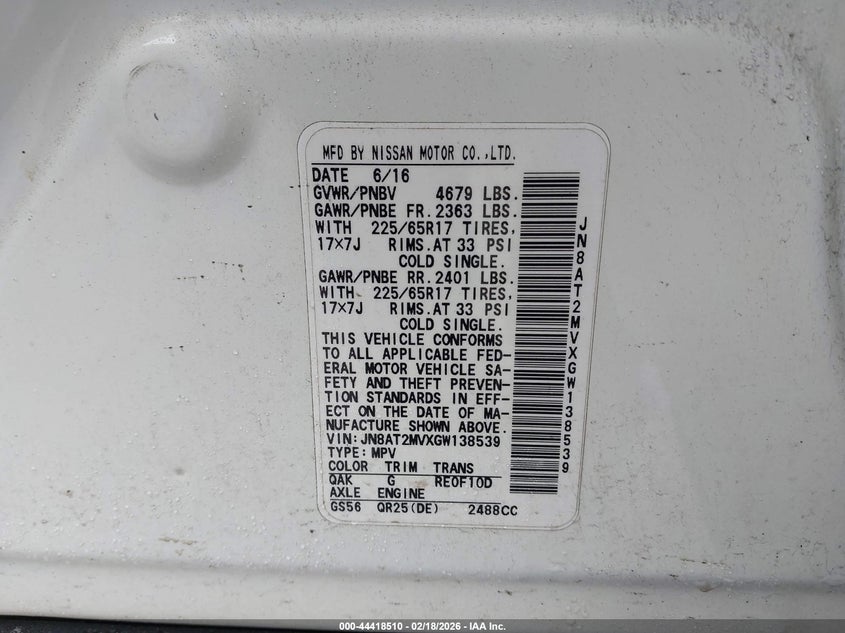 MFD BY NISSAN MOTOR CO.,LTD.
DATE 6/16
GVWR/PNBV 4679 LBS.
GAWR/PNBE FR. 2363 LBS.
WITH 225/65R17 TIRES,
17×7J RIMS. AT 33 PSI
COLD SINGLE.
GAWR/PNBE RR. 2401 LBS.
WITH 225/65R17 TIRES,
17×7J RIMS. AT 33 PSI
COLD SINGLE.
THIS VEHICLE CONFORMS
TO ALL APPLICABLE FED-
ERAL MOTOR VEHICLE SA-
FETY AND THEFT PREVEN-
TION STANDARDS IN EFF-
ECT ON THE DATE OF MA-
NUFACTURE SHOWN ABOVE.
VIN:JN8AT2MVXGW138539
TYPE:MPV
COLOR TRIM TRANS
QAK G RE0F10D
AXLE ENGINE
GS56 QR25(DE) 2488CC
JN8AT2MVXGW138539
000-44418510 - 02/18/2026 - IAA Inc.